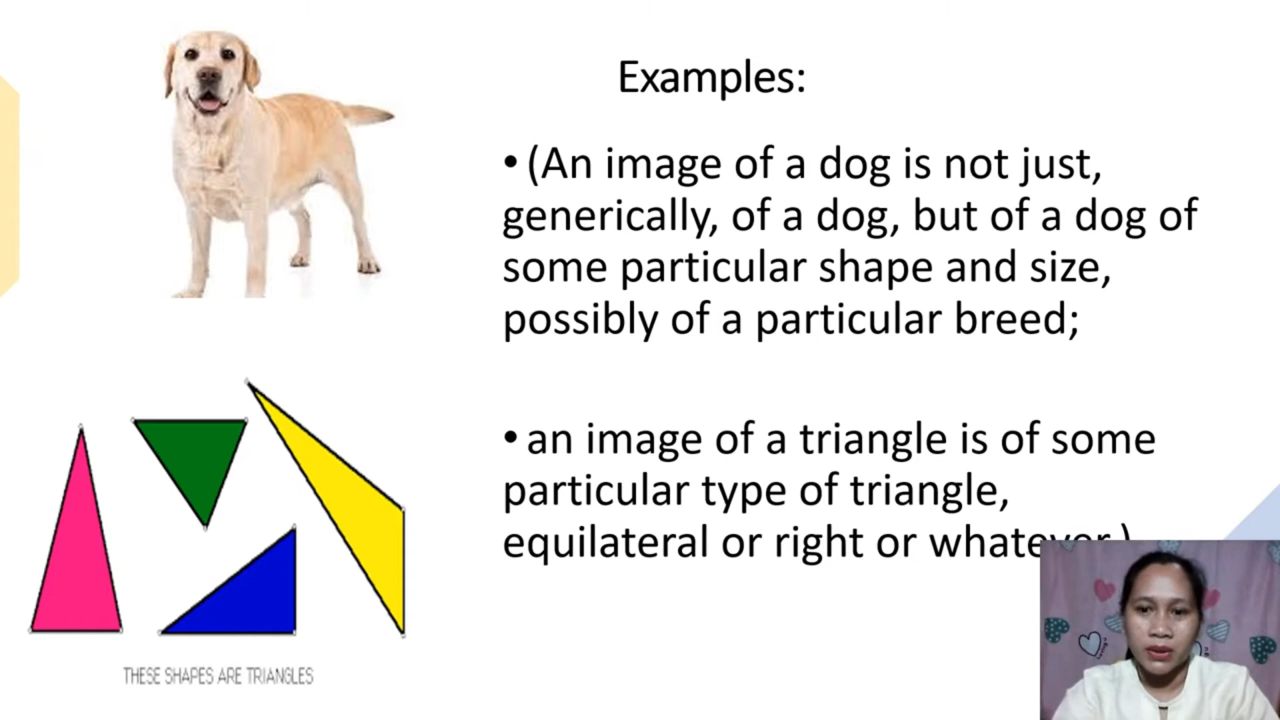 Examples:
• (An image of a dog is not just,
generically, of a dog, but of a dog of
some particular shape and size,
possibly of a particular breed;
• an image of a triangle is of some
particular type of triangle,
equilateral or right or whatever.)
THESE SHAPES ARE TRIANGLES